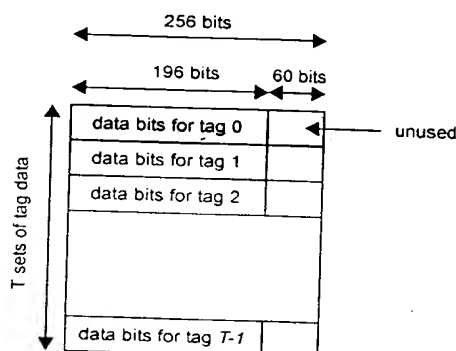 256 bits
196 bits
60 bits
data bits for tag 0
unused
data bits for tag 1
data bits for tag 2
T sets of tag data
data bits for tag T-1